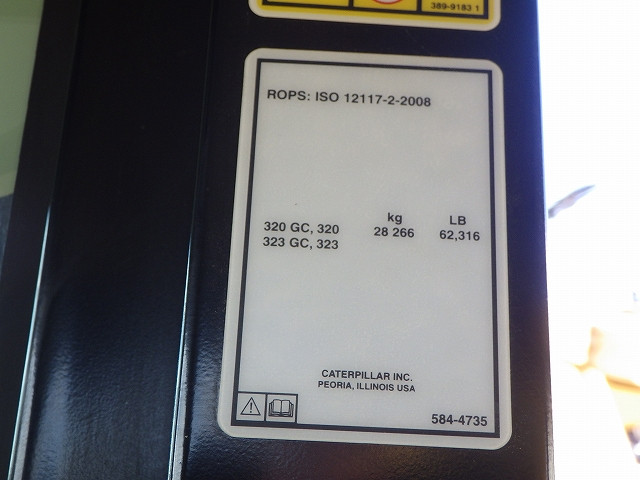 389-9183 1
ROPS: ISO 12117-2-2008
kg LB
320 GC, 320 28 266 62,316
323 GC, 323
CATERPILLAR INC.
PEORIA, ILLINOIS USA
584-4735